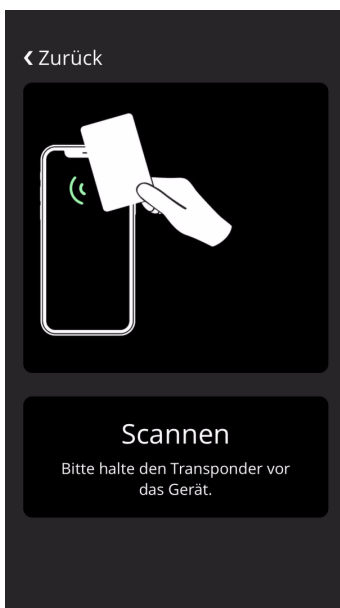 Zurück
Scannen
Bitte halte den Transponder vor
das Gerät.